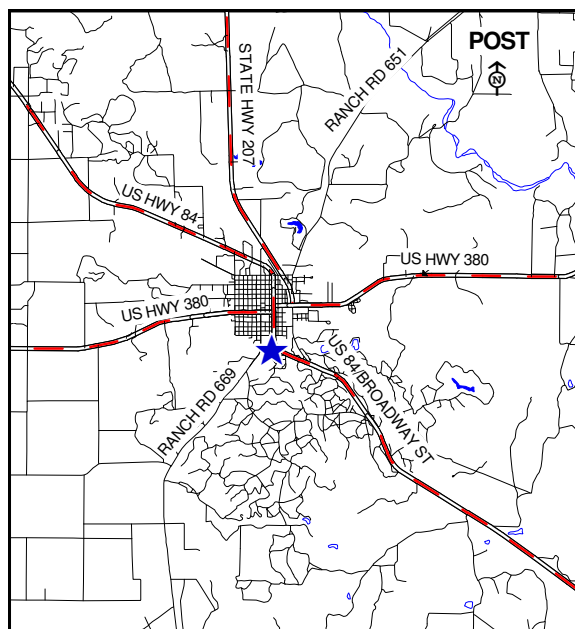 POST
N
STATE HWY 207
RANCH RD 651
US HWY 84
US HWY 380
US HWY 380
US 84/BROADWAY ST
RANCH RD 669